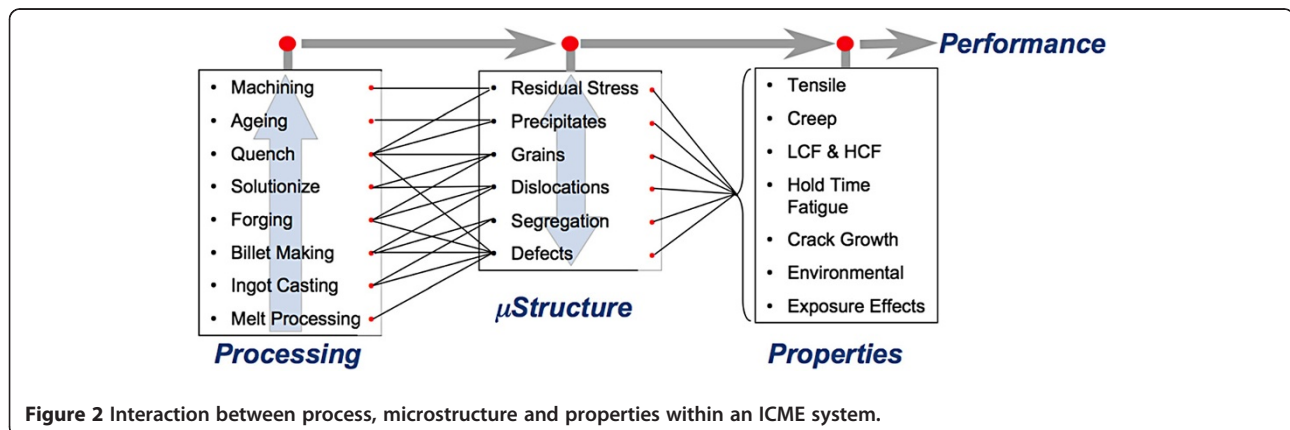 Performance
• Machining
• Ageing
• Quench
• Solutionize
• Forging
• Billet Making
• Ingot Casting
• Melt Processing
Processing
Residual Stress
Precipitates
Grains
Dislocations
Segregation
Defects
μStructure
• Tensile
• Creep
• LCF & HCF
• Hold Time
Fatigue
• Crack Growth
• Environmental
• Exposure Effects
Properties
Figure 2 Interaction between process, microstructure and properties within an ICME system.